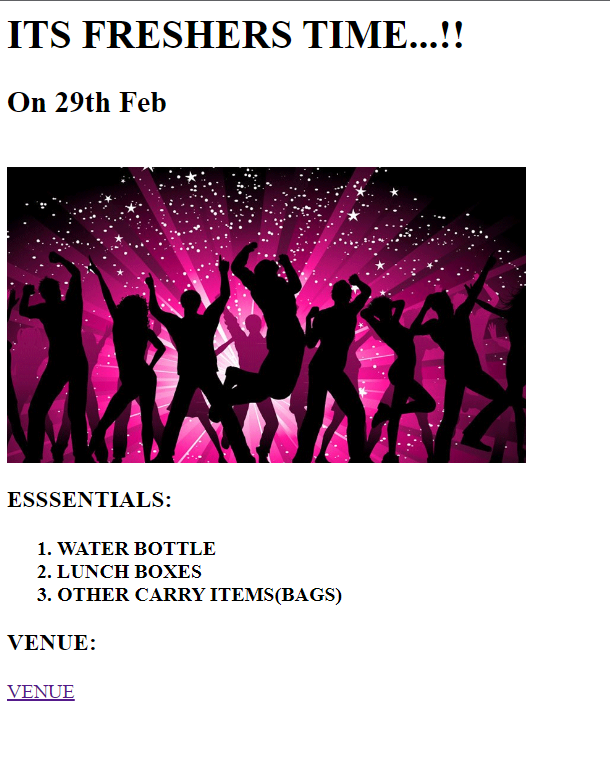 ITS FRESHERS TIME...!!
On 29th Feb
ESSSENTIALS:
1. WATER BOTTLE
2. LUNCH BOXES
3. OTHER CARRY ITEMS(BAGS)
VENUE:
VENUE